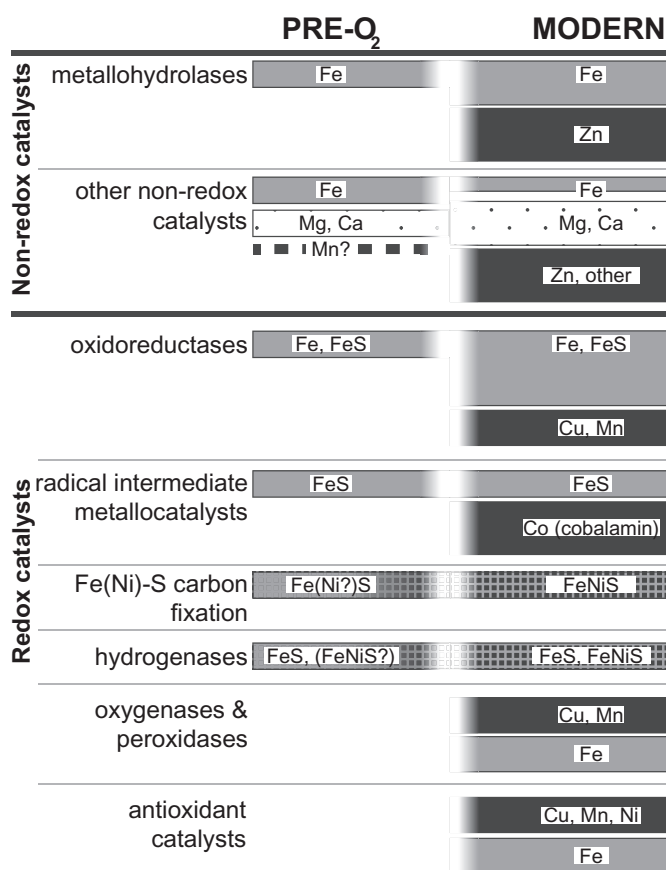 PRE-O2 MODERN
Non-redox catalysts
metallohydrolases Fe Fe
Zn
other non-redox Fe Fe
catalysts Mg, Ca Mg, Ca
Mn?
Zn, other
Redox catalysts
oxidoreductases Fe, FeS Fe, FeS
Cu, Mn
radical intermediate FeS FeS
metallocatalysts
Co (cobalamin)
Fe(Ni)-S carbon Fe(Ni?)S FeNiS
fixation
hydrogenases FeS, (FeNiS?) FeS, FeNiS
oxygenases & Cu, Mn
peroxidases Fe
antioxidant Cu, Mn, Ni
catalysts
Fe